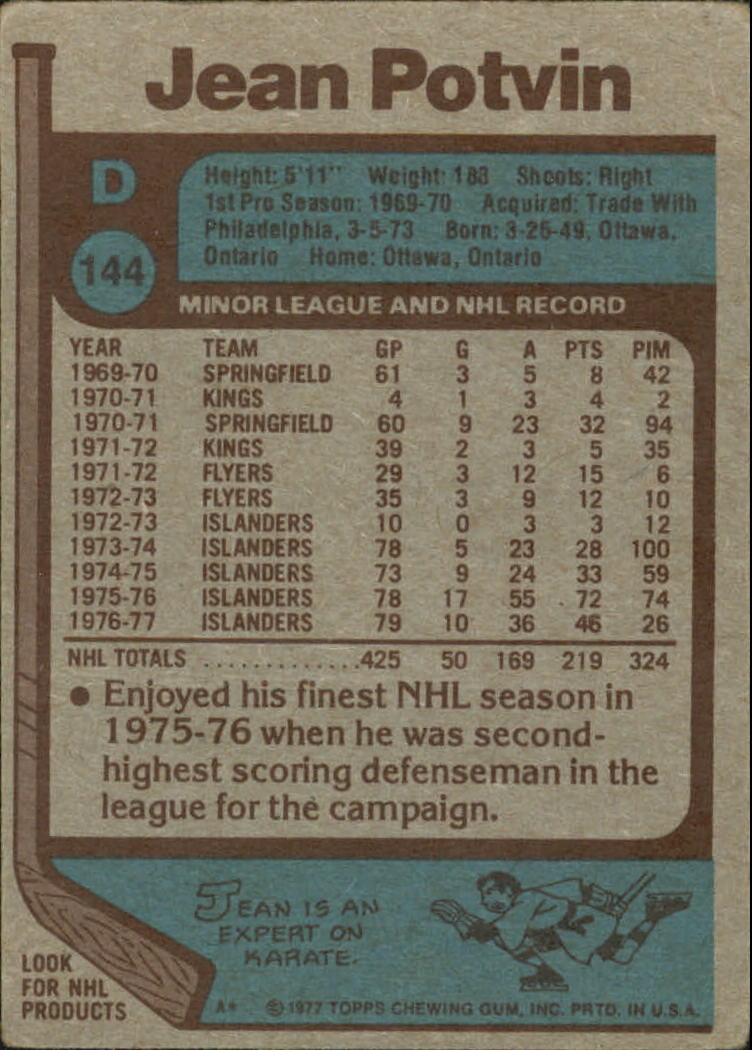 Jean Potvin
D
144
Height: 5'11" Weight: 183 Shoots: Right
1st Pro Season: 1969-70 Acquired: Trade With
Philadelphia, 3-5-73 Born: 3-25-49, Ottawa,
Ontario Home: Ottawa, Ontario
MINOR LEAGUE AND NHL RECORD
YEAR TEAM GP G A PTS PIM
1969-70 SPRINGFIELD 61 3 5 8 42
1970-71 KINGS 4 1 3 4 2
1970-71 SPRINGFIELD 60 9 23 32 94
1971-72 KINGS 39 2 3 5 35
1971-72 FLYERS 29 3 12 15 6
1972-73 FLYERS 35 3 9 12 10
1972-73 ISLANDERS 10 0 3 3 12
1973-74 ISLANDERS 78 5 23 28 100
1974-75 ISLANDERS 73 9 24 33 59
1975-76 ISLANDERS 78 17 55 72 74
1976-77 ISLANDERS 79 10 36 46 26
NHL TOTALS .............425 50 169 219 324
● Enjoyed his finest NHL season in
1975-76 when he was second-
highest scoring defenseman in the
league for the campaign.
JEAN IS AN
EXPERT ON
KARATE.
LOOK
FOR NHL
PRODUCTS
A* © 1977 TOPPS CHEWING GUM, INC. PRTD. IN U.S.A.